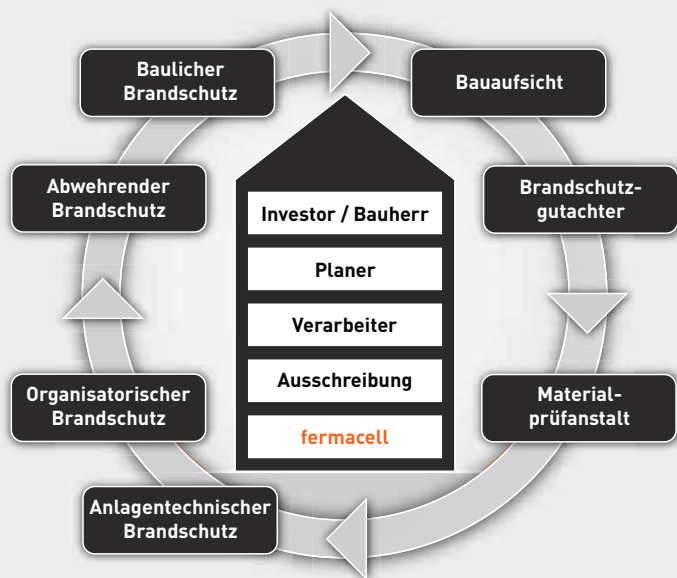 Baulicher
Brandschutz
Bauaufsicht
Abwehrender
Brandschutz
Brandschutz-
gutachter
Investor / Bauherr
Planer
Verarbeiter
Ausschreibung
fermacell
Organisatorischer
Brandschutz
Material-
prüfanstalt
Anlagentechnischer
Brandschutz